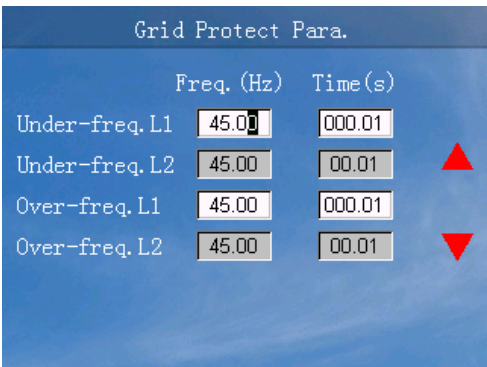 Grid Protect Para.
Freq.(Hz) Time(s)
Under-freq.L1 45.00 000.01
Under-freq.L2 45.00 00.01
Over-freq.L1 45.00 000.01
Over-freq.L2 45.00 00.01